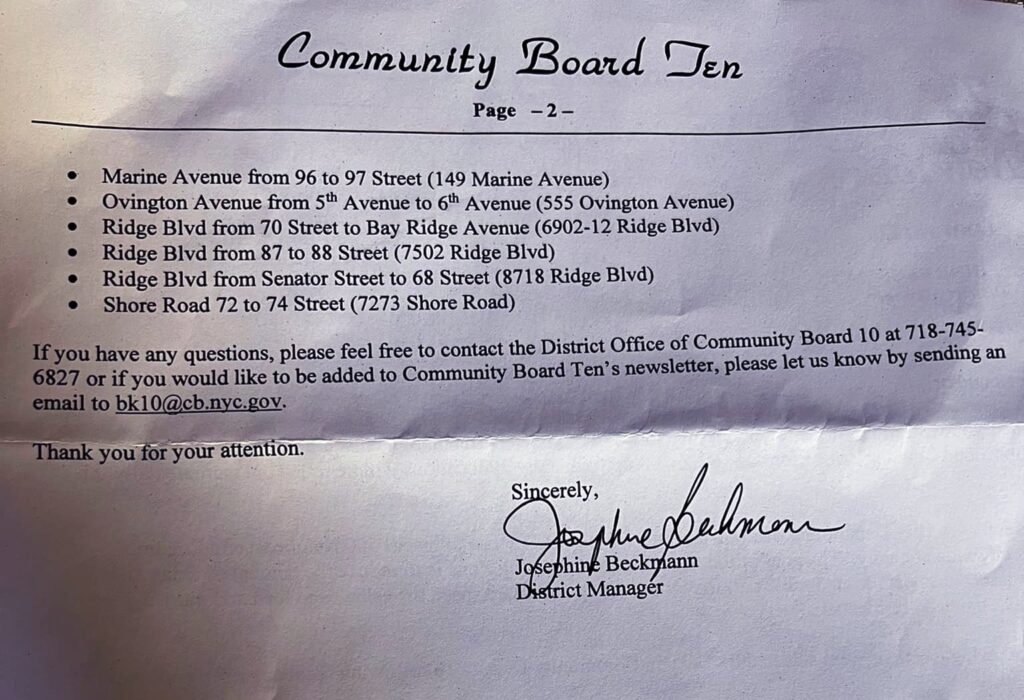 Community Board Ten
Page –2–
• Marine Avenue from 96 to 97 Street (149 Marine Avenue)
• Ovington Avenue from 5th Avenue to 6th Avenue (555 Ovington Avenue)
• Ridge Blvd from 70 Street to Bay Ridge Avenue (6902-12 Ridge Blvd)
• Ridge Blvd from 87 to 88 Street (7502 Ridge Blvd)
• Ridge Blvd from Senator Street to 68 Street (8718 Ridge Blvd)
• Shore Road 72 to 74 Street (7273 Shore Road)
If you have any questions, please feel free to contact the District Office of Community Board 10 at 718-745-
6827 or if you would like to be added to Community Board Ten's newsletter, please let us know by sending an
email to bk10@cb.nyc.gov.
Thank you for your attention.
Sincerely,
Josephine Beckmann
Josephine Beckmann
District Manager